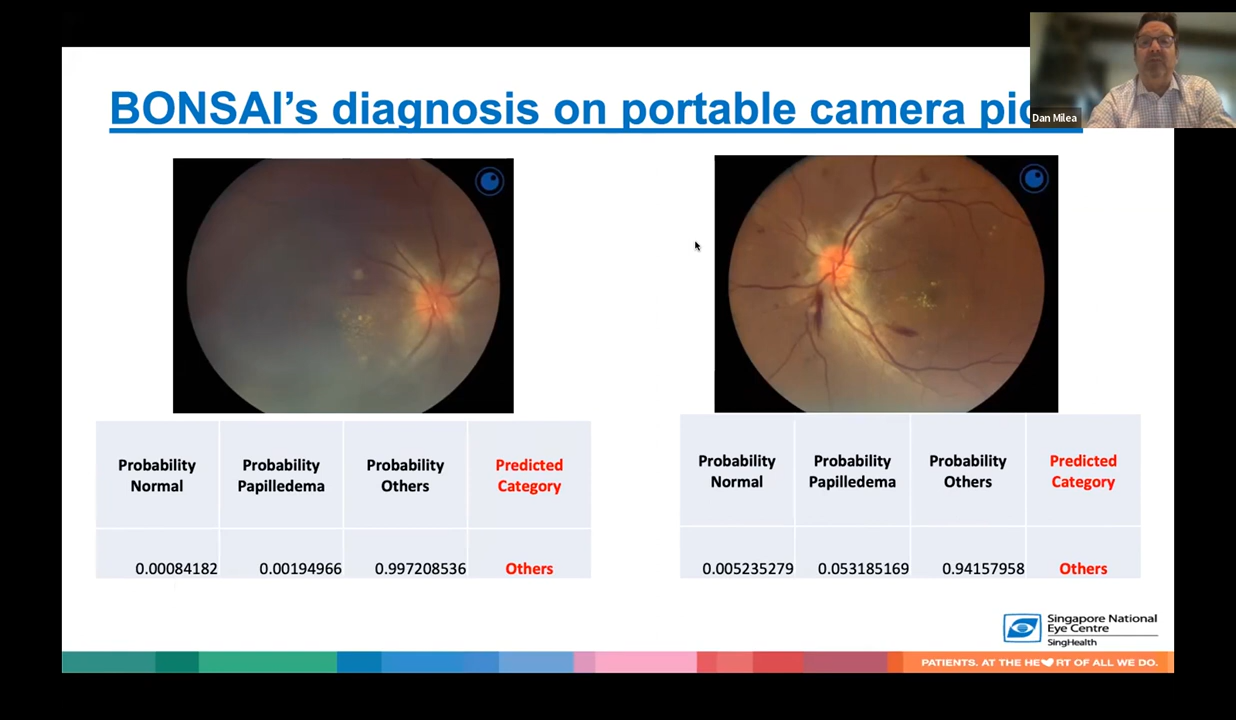 BONSAI's diagnosis on portable camera pic
Dan Milea
Probability Normal
Probability Papilledema
Probability Others
Predicted Category
0.00084182
0.00194966
0.997208536
Others
Probability Normal
Probability Papilledema
Probability Others
Predicted Category
0.005235279
0.053185169
0.94157958
Others
Singapore National
Eye Centre
SingHealth
PATIENTS. AT THE HE♥RT OF ALL WE DO.